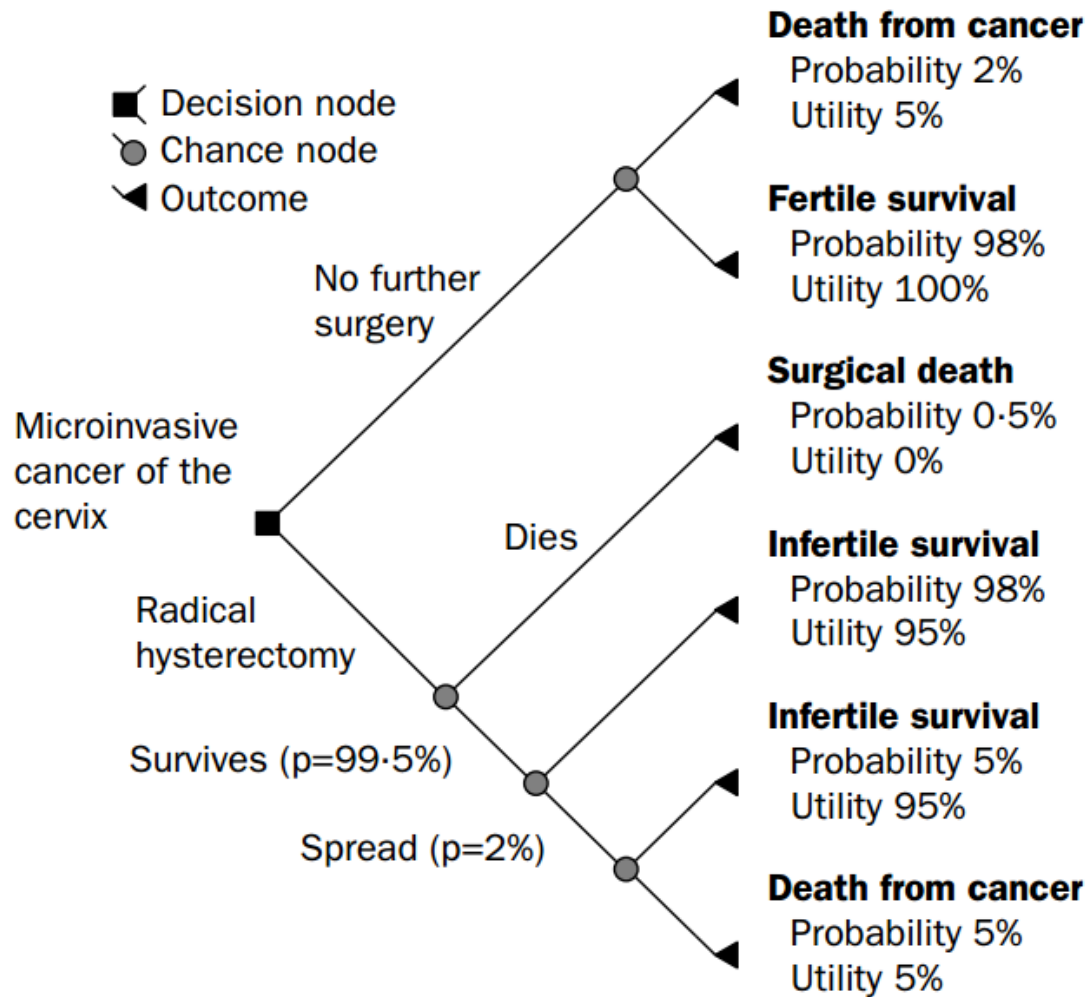 Decision node
Chance node
Outcome
No further
surgery
Microinvasive
cancer of the
cervix
Radical
hysterectomy
Dies
Survives (p=99·5%)
Spread (p=2%)
Death from cancer
Probability 2%
Utility 5%
Fertile survival
Probability 98%
Utility 100%
Surgical death
Probability 0·5%
Utility 0%
Infertile survival
Probability 98%
Utility 95%
Infertile survival
Probability 5%
Utility 95%
Death from cancer
Probability 5%
Utility 5%